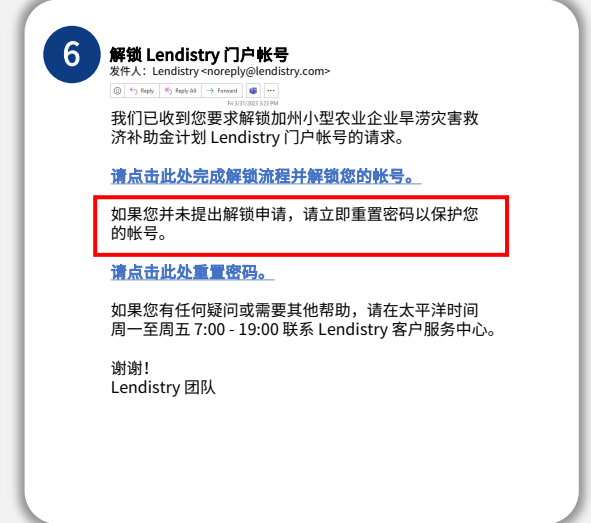 6
解锁 Lendistry 门户帐号
发件人：Lendistry <noreply@lendistry.com>
Reply Reply All Forward
Fri 3/31/2023 3:23 PM
我们已收到您要求解锁加州小型农业企业旱涝灾害救
济补助金计划 Lendistry 门户帐号的请求。
请点击此处完成解锁流程并解锁您的帐号。
如果您并未提出解锁申请，请立即重置密码以保护您
的帐号。
请点击此处重置密码。
如果您有任何疑问或需要其他帮助，请在太平洋时间
周一至周五 7:00 - 19:00 联系 Lendistry 客户服务中心。
谢谢！
Lendistry 团队